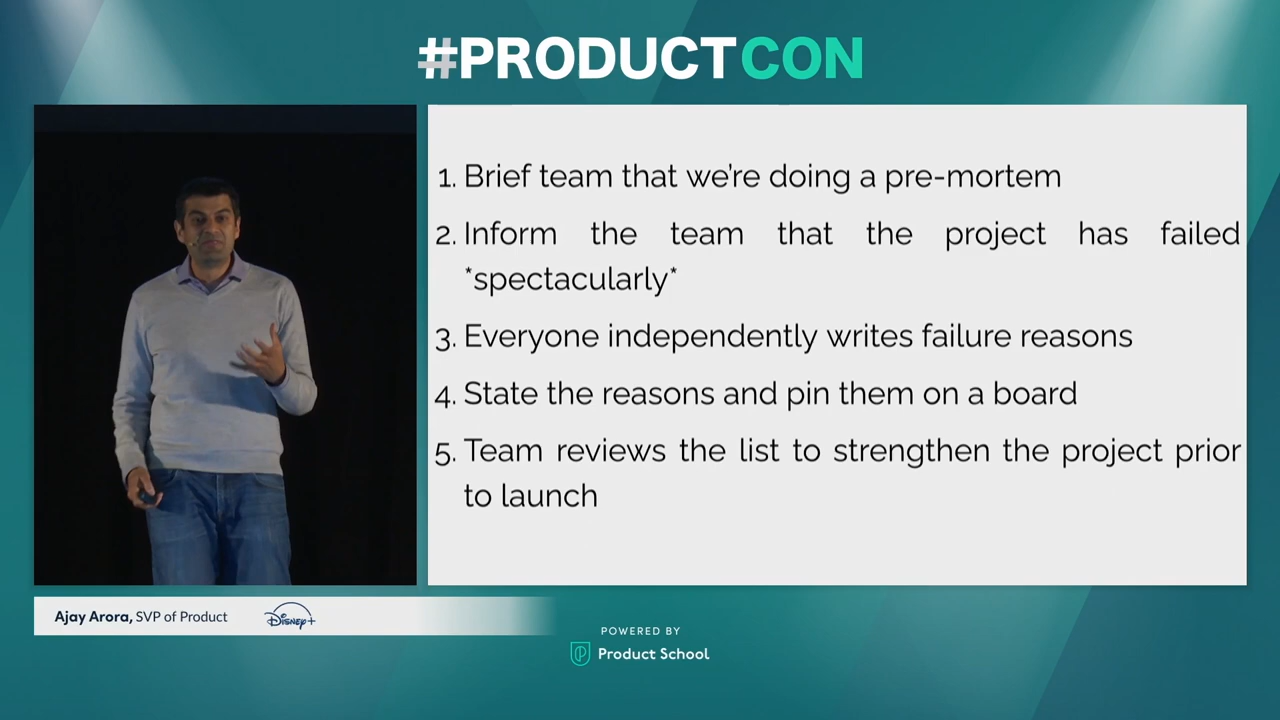 #PRODUCTCON
1. Brief team that we're doing a pre-mortem
2. Inform the team that the project has failed
*spectacularly*
3. Everyone independently writes failure reasons
4. State the reasons and pin them on a board
5. Team reviews the list to strengthen the project prior
to launch
Ajay Arora, SVP of Product Disney+
POWERED BY
Product School